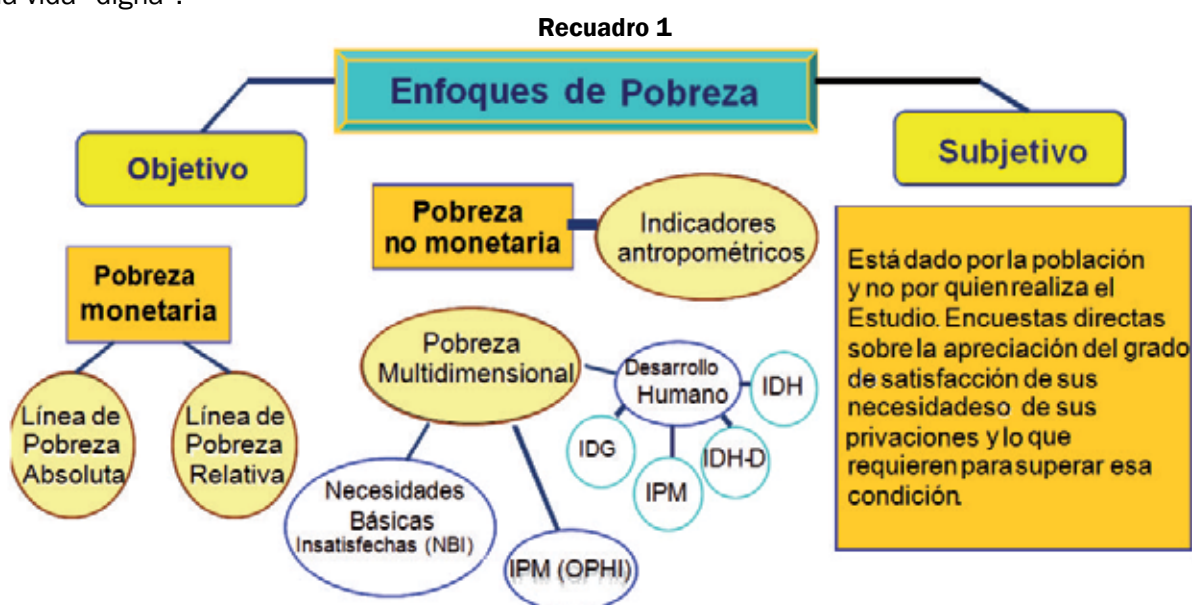 la vida "digna".
Recuadro 1
Enfoques de Pobreza
Objetivo
Subjetivo
Pobreza
no monetaria
Indicadores
antropométricos
Pobreza
monetaria
Línea de
Pobreza
Absoluta
Línea de
Pobreza
Relativa
Pobreza
Multidimensional
Desarrollo
Humano
IDH
IDG
IPM
IDH-D
Necesidades
Básicas
Insatisfechas (NBI)
IPM (OPHI)
Está dado por la población
y no por quien realiza el
Estudio. Encuestas directas
sobre la apreciación del grado
de satisfacción de sus
necesidadeso de sus
privaciones y lo que
requieren para superar esa
condición.